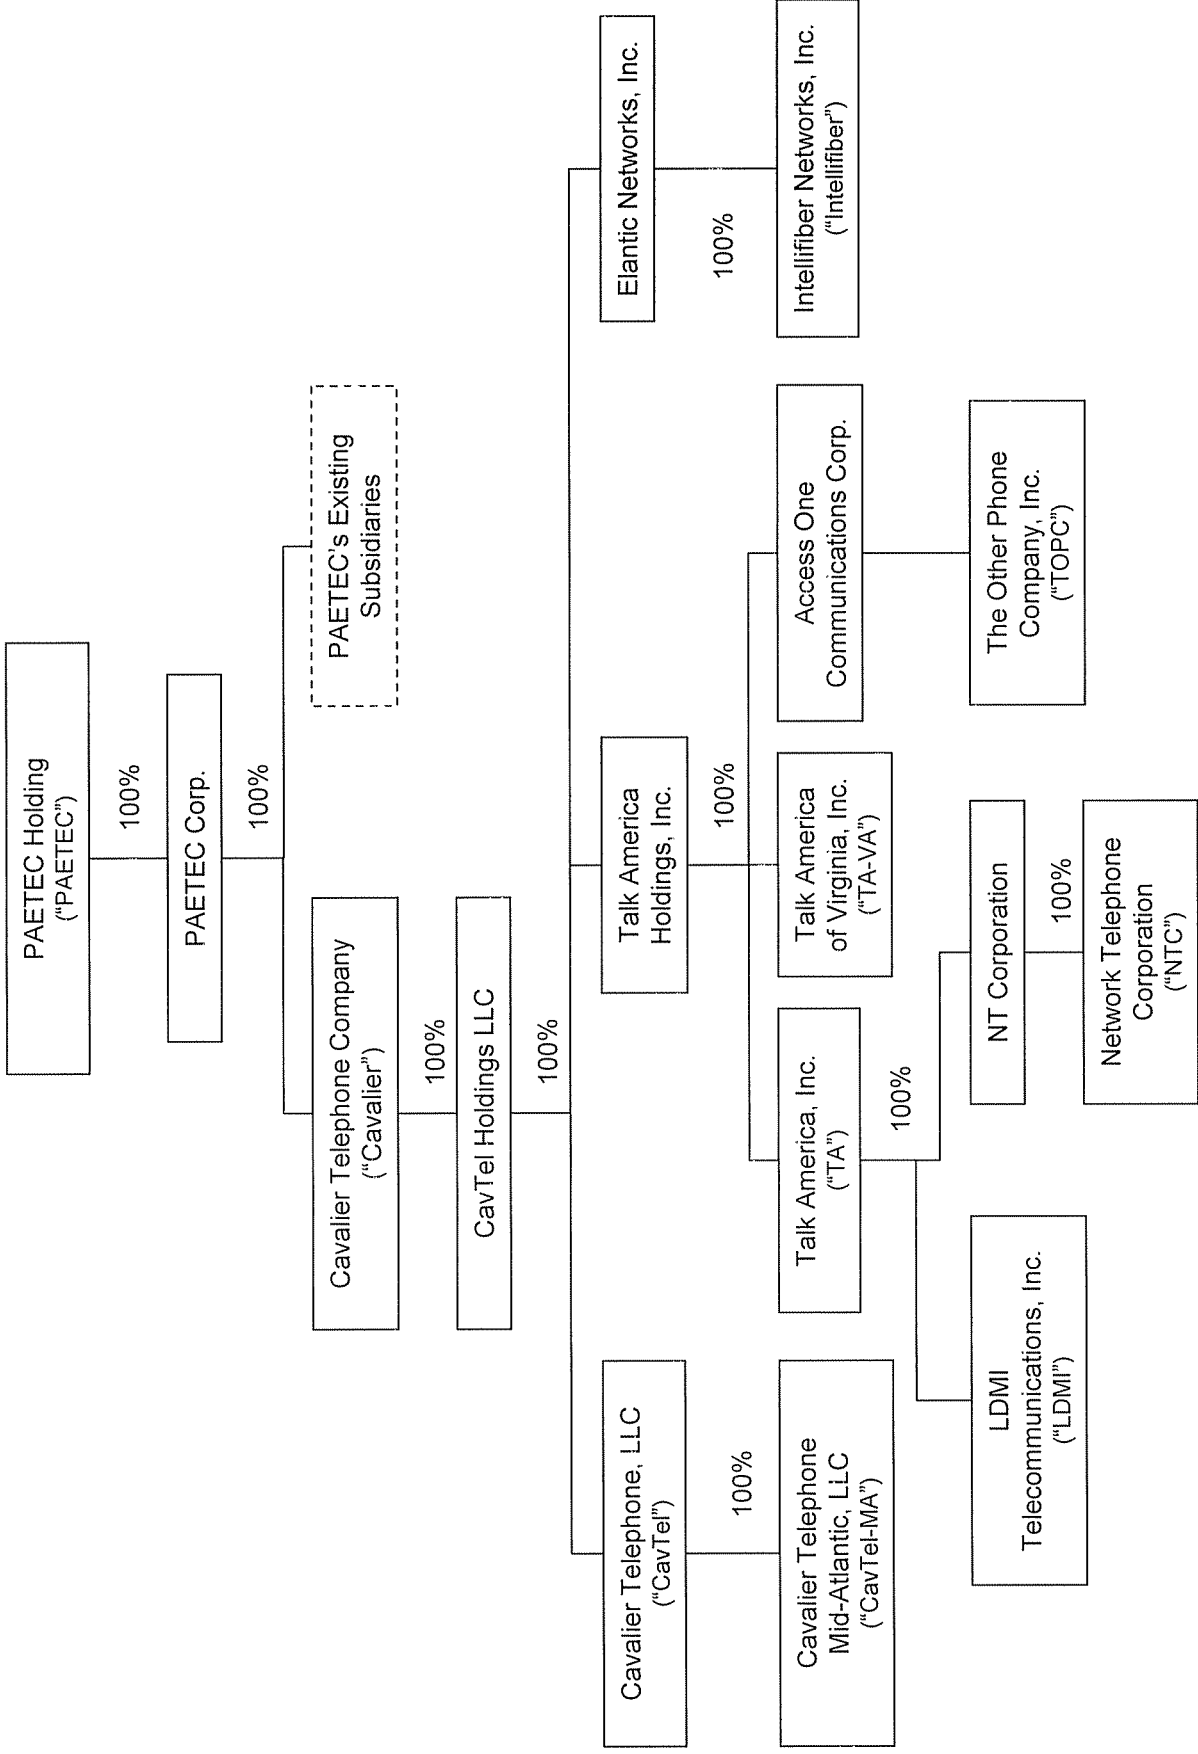 PAETEC Holding
(“PAETEC”)
100%
PAETEC Corp.
100%
Cavalier Telephone Company
(“Cavalier”)
PAETEC's Existing
Subsidiaries
100%
CavTel Holdings LLC
100%
Cavalier Telephone, LLC
(“CavTel”)
Talk America
Holdings, Inc.
Elantic Networks, Inc.
100%
100%
100%
Cavalier Telephone
Mid-Atlantic, LLC
(“CavTel-MA”)
Talk America, Inc.
(“TA”)
Talk America
of Virginia, Inc.
(“TA-VA”)
Access One
Communications Corp.
Intellifiber Networks, Inc.
(“Intellifiber”)
100%
LDMI
Telecommunications, Inc.
(“LDMI”)
NT Corporation
The Other Phone
Company, Inc.
(“TOPC”)
100%
Network Telephone
Corporation
(“NTC”)